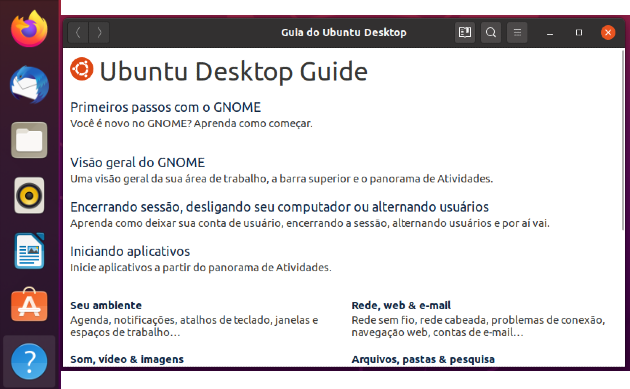 Guia do Ubuntu Desktop
Ubuntu Desktop Guide
Primeiros passos com o GNOME
Você é novo no GNOME? Aprenda como começar.
Visão geral do GNOME
Uma visão geral da sua área de trabalho, a barra superior e o panorama de Atividades.
Encerrando sessão, desligando seu computador ou alternando usuários
Aprenda como deixar sua conta de usuário, encerrando a sessão, alternando usuários e por aí vai.
Iniciando aplicativos
Inicie aplicativos a partir do panorama de Atividades.
Seu ambiente
Agenda, notificações, atalhos de teclado, janelas e
espaços de trabalho…
Rede, web & e-mail
Rede sem fio, rede cabeada, problemas de conexão,
navegação web, contas de e-mail…
Som, vídeo & imagens
Arquivos, pastas & pesquisa